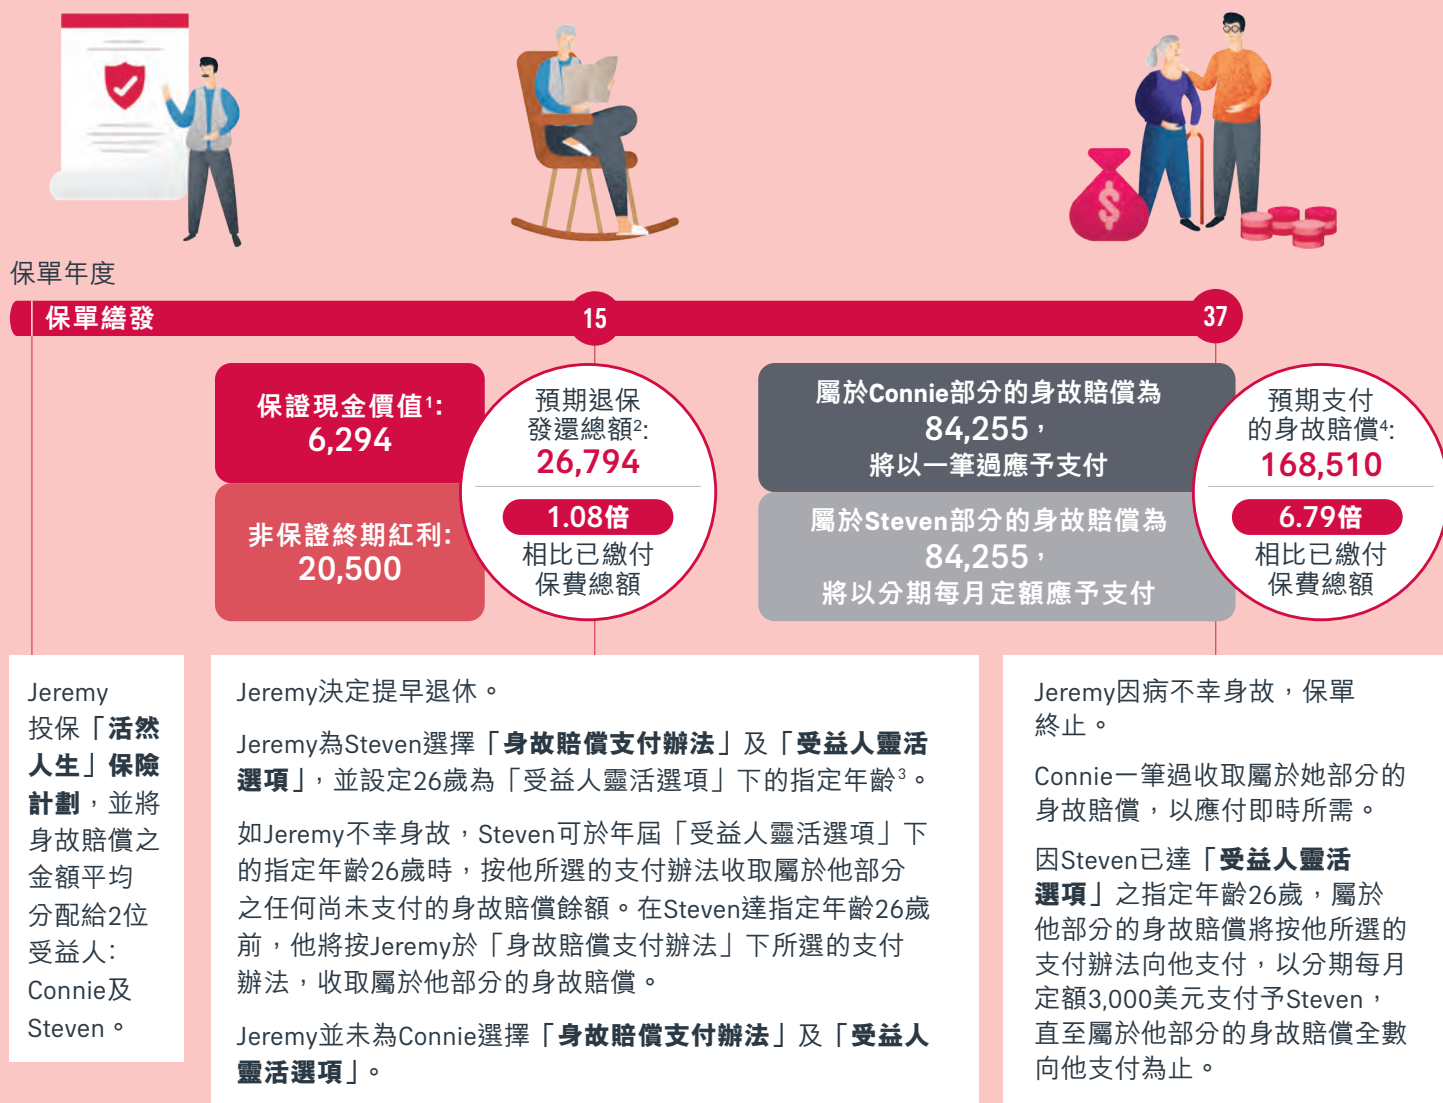 保單年度
保單繕發
15
37
保證現金價值1:
6,294
非保證終期紅利:
20,500
預期退保
發還總額2:
26,794
1.08倍
相比已繳付
保費總額
屬於Connie部分的身故賠償為
84,255，
將以一筆過應予支付
屬於Steven部分的身故賠償為
84,255，
將以分期每月定額應予支付
預期支付
的身故賠償4:
168,510
6.79倍
相比已繳付
保費總額
Jeremy
投保「活然
人生」保險
計劃，並將
身故賠償之
金額平均
分配給2位
受益人：
Connie及
Steven。
Jeremy決定提早退休。
Jeremy為Steven選擇「身故賠償支付辦法」及「受益人靈活
選項」，並設定26歲為「受益人靈活選項」下的指定年齡3。
如Jeremy不幸身故，Steven可於年屆「受益人靈活選項」下
的指定年齡26歲時，按他所選的支付辦法收取屬於他部分
之任何尚未支付的身故賠償餘額。在Steven達指定年齡26歲
前，他將按Jeremy於「身故賠償支付辦法」下所選的支付
辦法，收取屬於他部分的身故賠償。
Jeremy並未為Connie選擇「身故賠償支付辦法」及「受益人
靈活選項」。
Jeremy因病不幸身故，保單
終止。
Connie一筆過收取屬於她部分的
身故賠償，以應付即時所需。
因Steven已達「受益人靈活
選項」之指定年齡26歲，屬於
他部分的身故賠償將按他所選的
支付辦法向他支付，以分期每月
定額3,000美元支付予Steven，
直至屬於他部分的身故賠償全數
向他支付為止。